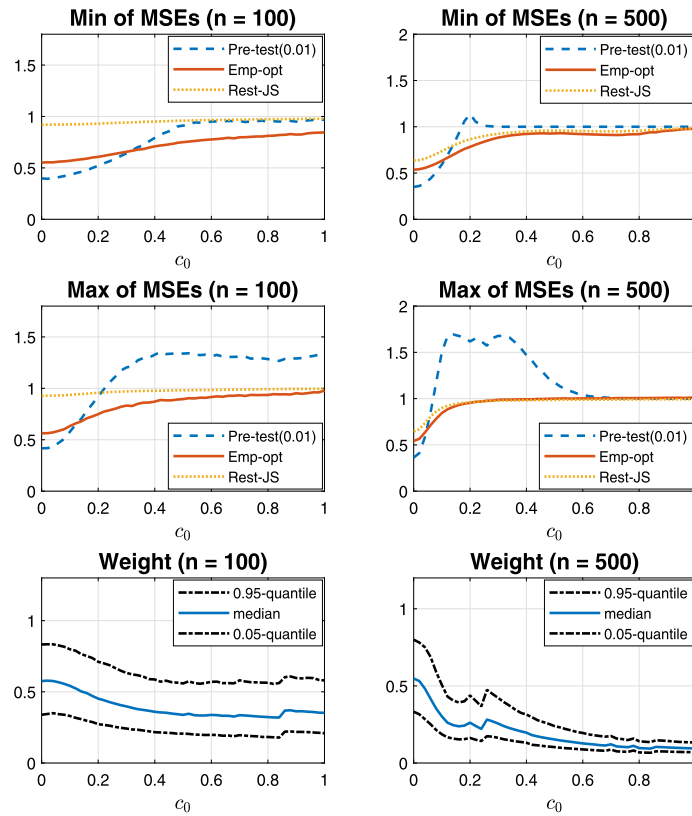 Min of MSEs (n = 100)
1.5
1
0.5
0
Pre-test(0.01)
Emp-opt
Rest-JS
0 0.2 0.4 0.6 0.8 1
c0
Min of MSEs (n = 500)
2
1.5
1
0.5
0
Pre-test(0.01)
Emp-opt
Rest-JS
0 0.2 0.4 0.6 0.8
c0
Max of MSEs (n = 100)
1.5
1
0.5
0
Pre-test(0.01)
Emp-opt
Rest-JS
0 0.2 0.4 0.6 0.8 1
c0
Max of MSEs (n = 500)
2
1.5
1
0.5
0
Pre-test(0.01)
Emp-opt
Rest-JS
0 0.2 0.4 0.6 0.8
c0
Weight (n = 100)
1
0.5
0
0.95-quantile
median
0.05-quantile
0 0.2 0.4 0.6 0.8 1
c0
Weight (n = 500)
1
0.5
0
0.95-quantile
median
0.05-quantile
0 0.2 0.4 0.6 0.8
c0